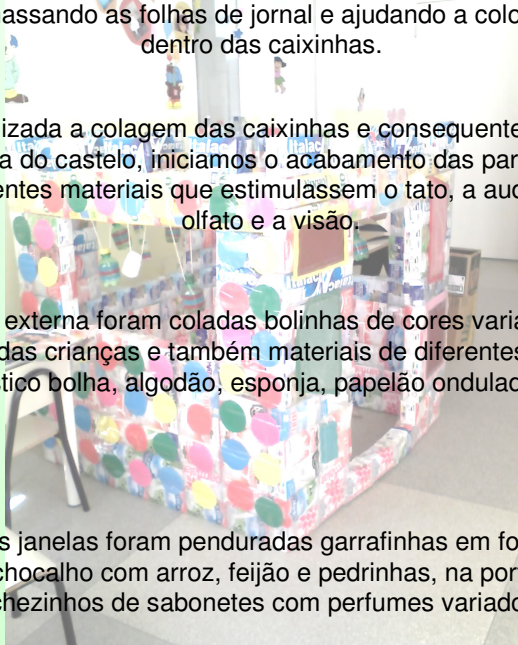 assando as folhas de jornal e ajudando a colo
dentro das caixinhas.
izada a colagem das caixinhas e consequente
a do castelo, iniciamos o acabamento das par
entes materiais que estimulassem o tato, a aud
olfato e a visão.
externa foram coladas bolinhas de cores varia
das crianças e também materiais de diferentes
stico bolha, algodão, esponja, papelão ondulad
s janelas foram penduradas garrafinhas em fo
chocalho com arroz, feijão e pedrinhas, na por
chezinhos de sabonetes com perfumes variado